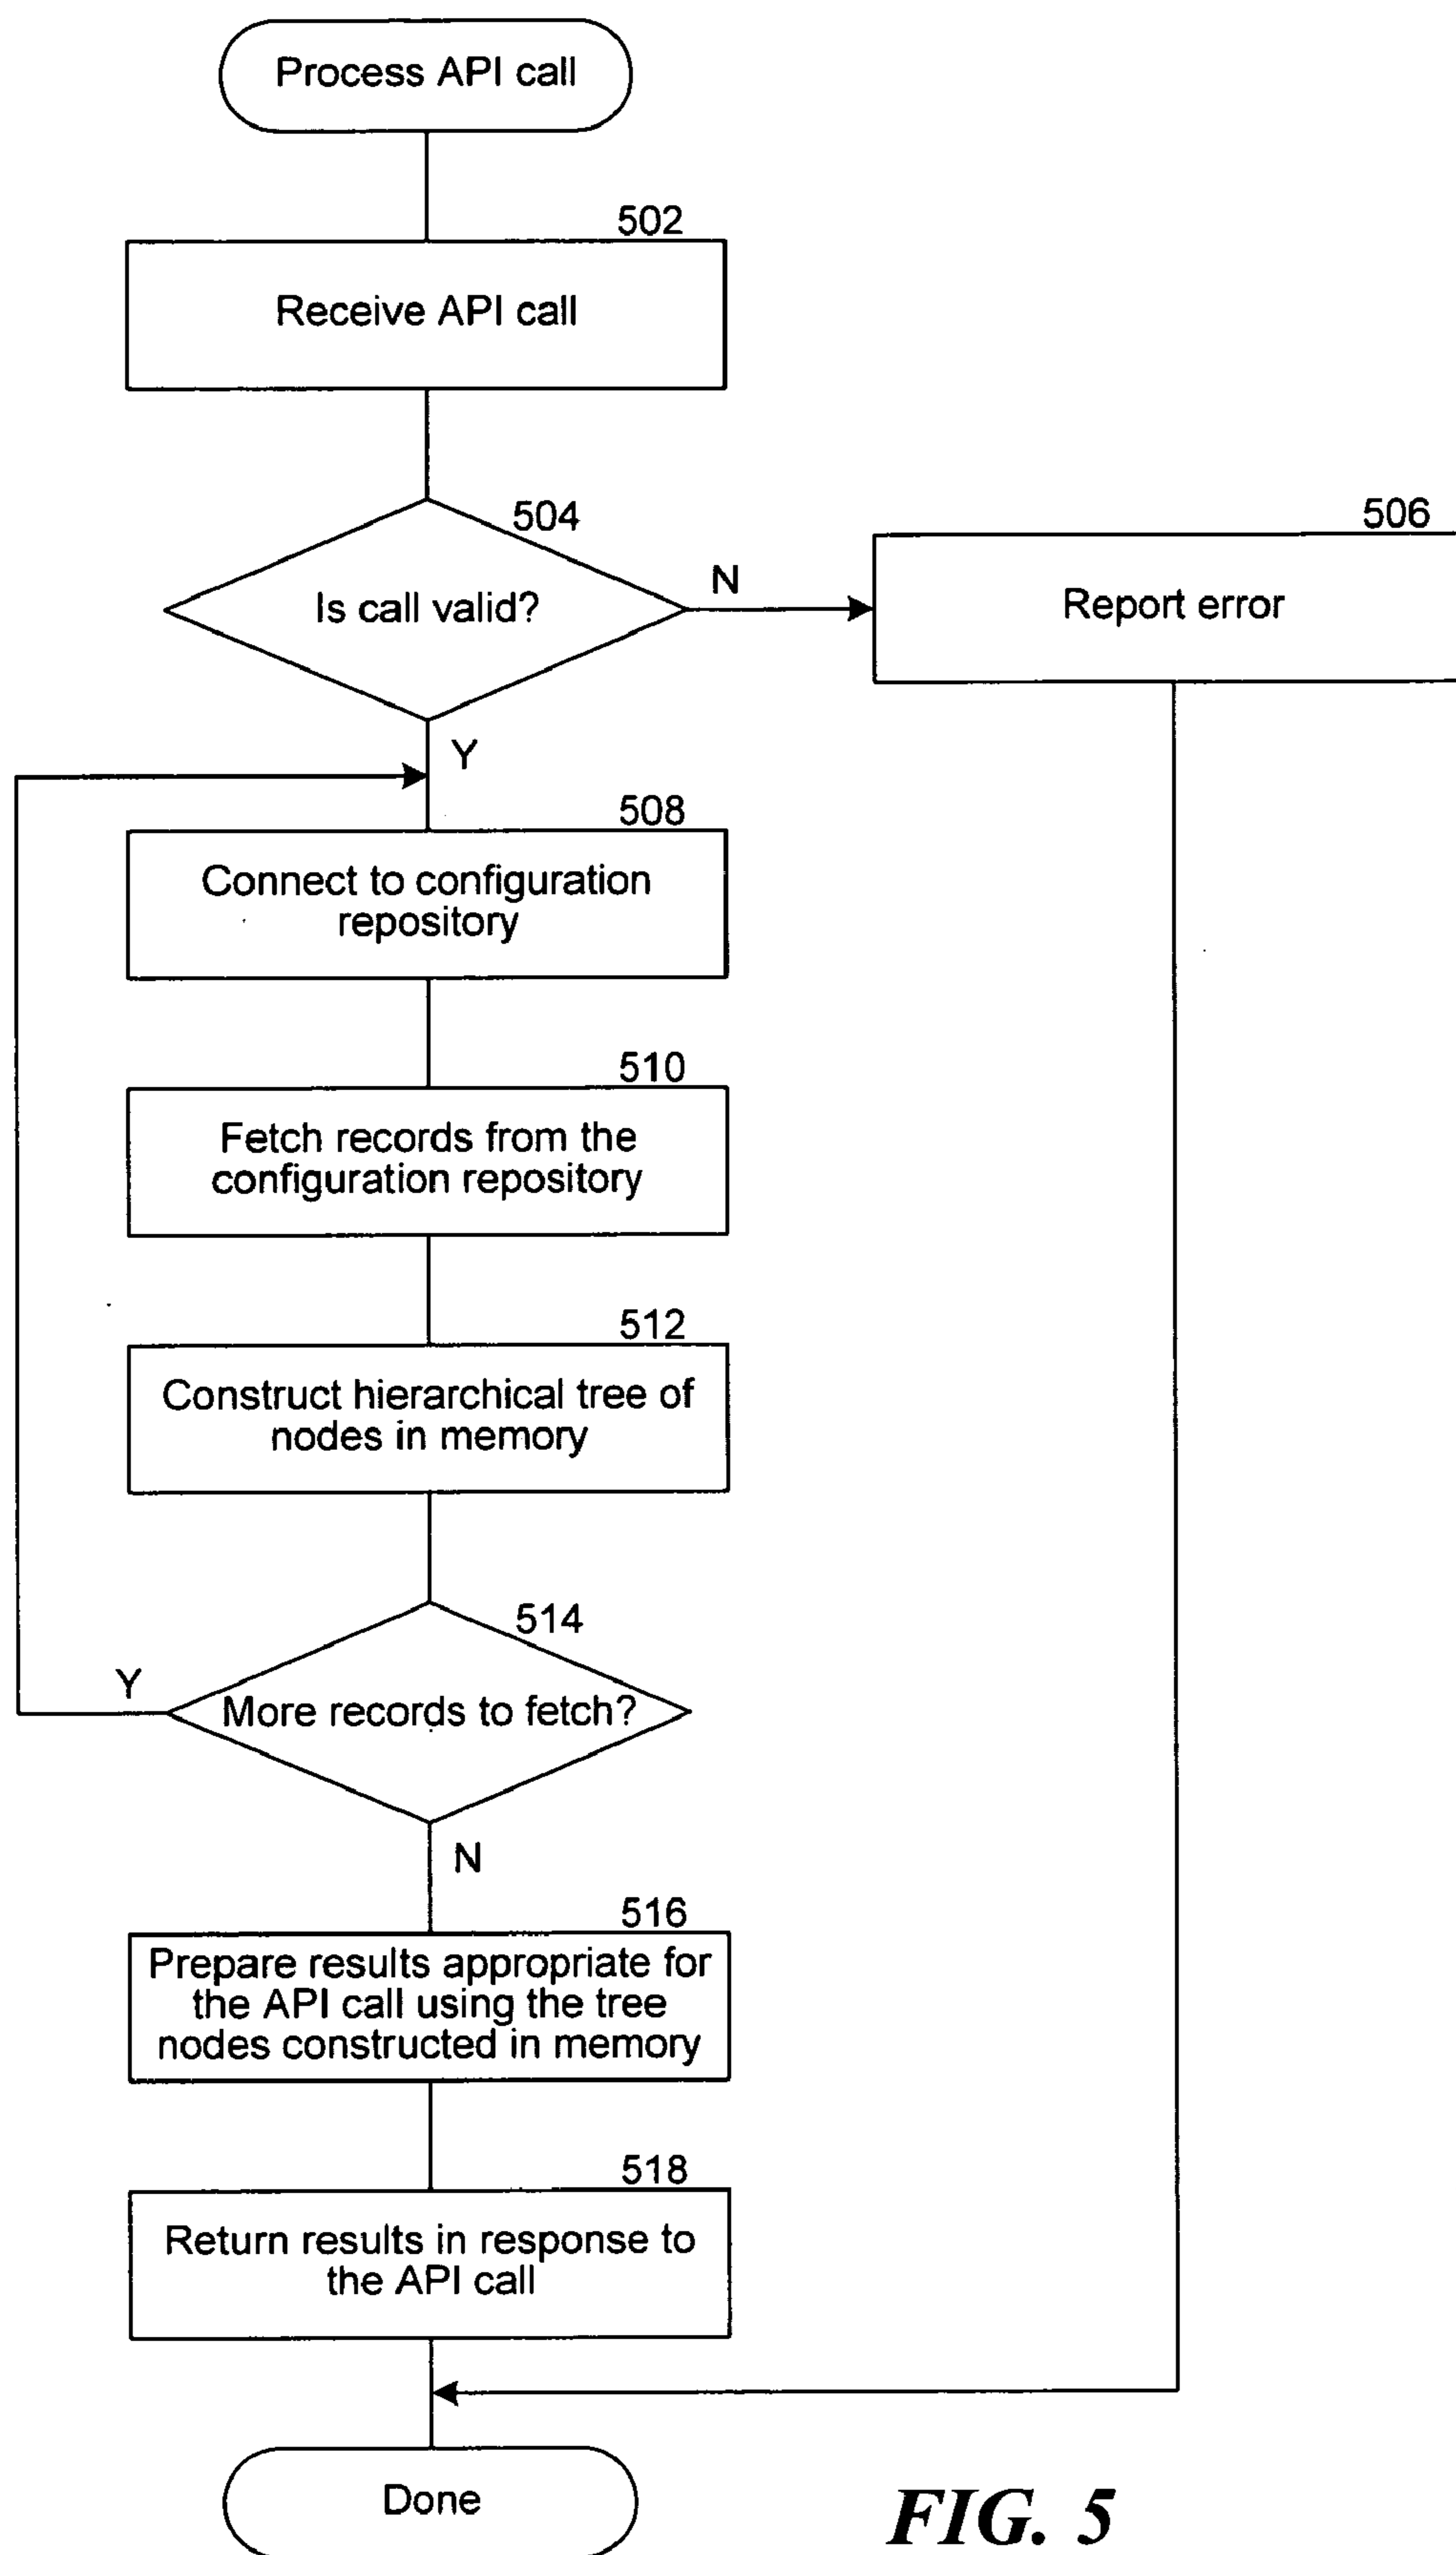 Process API call
502
Receive API call
504
Is call valid?
N
506
Report error
Y
508
Connect to configuration
repository
510
Fetch records from the
configuration repository
512
Construct hierarchical tree of
nodes in memory
514
Y
More records to fetch?
N
516
Prepare results appropriate for
the API call using the tree
nodes constructed in memory
518
Return results in response to
the API call
Done
FIG. 5